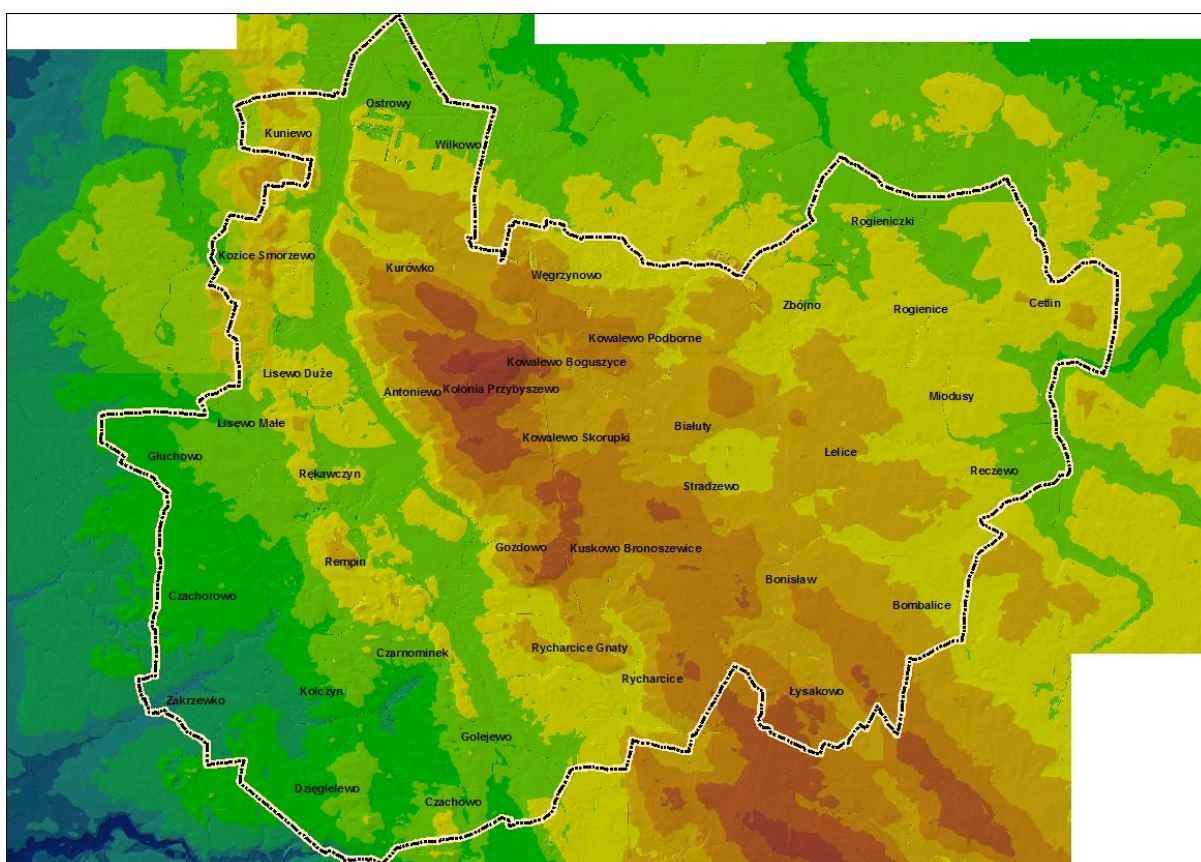 Ostrowy
Kuniewo
Wilkowo
Rogieniczki
Kozice Smorzewo
Kurówko
Węgrzynowo
Zbójno
Rogienice
Cetlin
Kowalewo Podborne
Kowalewo Boguszyce
Lisewo Duże
Antoniewo
Kolonia Przybyszewo
Miodusy
Lisewo Małe
Białuty
Kowalewo Skorupki
Głuchowo
Lelice
Rękawczyn
Reczewo
Stradzewo
Gozdowo
Kuskowo Bronoszewice
Rempin
Bonisław
Czachorowo
Bombalice
Rycharcice Gnaty
Czarnominek
Rycharcice
Kolczyn
Łysakowo
Zakrzewko
Golejewo
Dzięgielewo
Czachowo